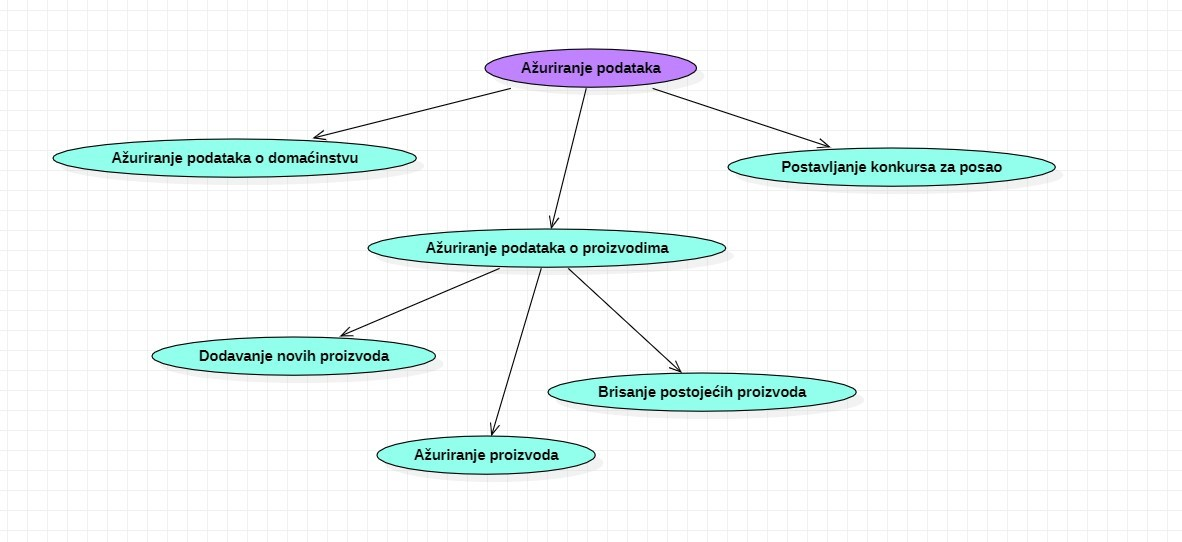 Ažuriranje podataka
Ažuriranje podataka o domaćinstvu
Postavljanje konkursa za posao
Ažuriranje podataka o proizvodima
Dodavanje novih proizvoda
Brisanje postojećih proizvoda
Ažuriranje proizvoda